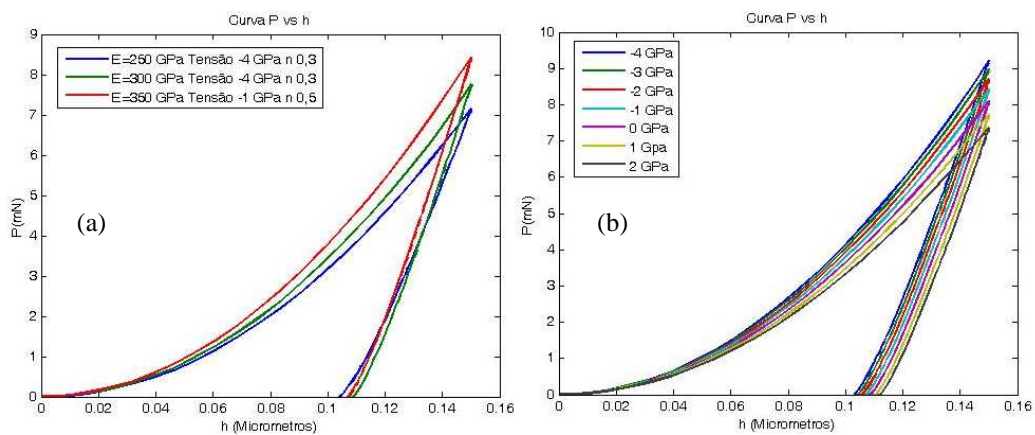 Curva P vs h
E=250 GPa Tensão -4 GPa n 0,3
E=300 GPa Tensão -4 GPa n 0,3
E=350 GPa Tensão -1 GPa n 0,5
(a)
P(mN)
9
8
7
6
5
4
3
2
1
0
0 0.02 0.04 0.06 0.08 0.1 0.12 0.14 0.16
h (Micrometros)
Curva P vs h
-4 GPa
-3 GPa
-2 GPa
-1 GPa
0 GPa
1 Gpa
2 GPa
(b)
P(mN)
10
9
8
7
6
5
4
3
2
1
0
0 0.02 0.04 0.06 0.08 0.1 0.12 0.14 0.16
h (Micrometros)